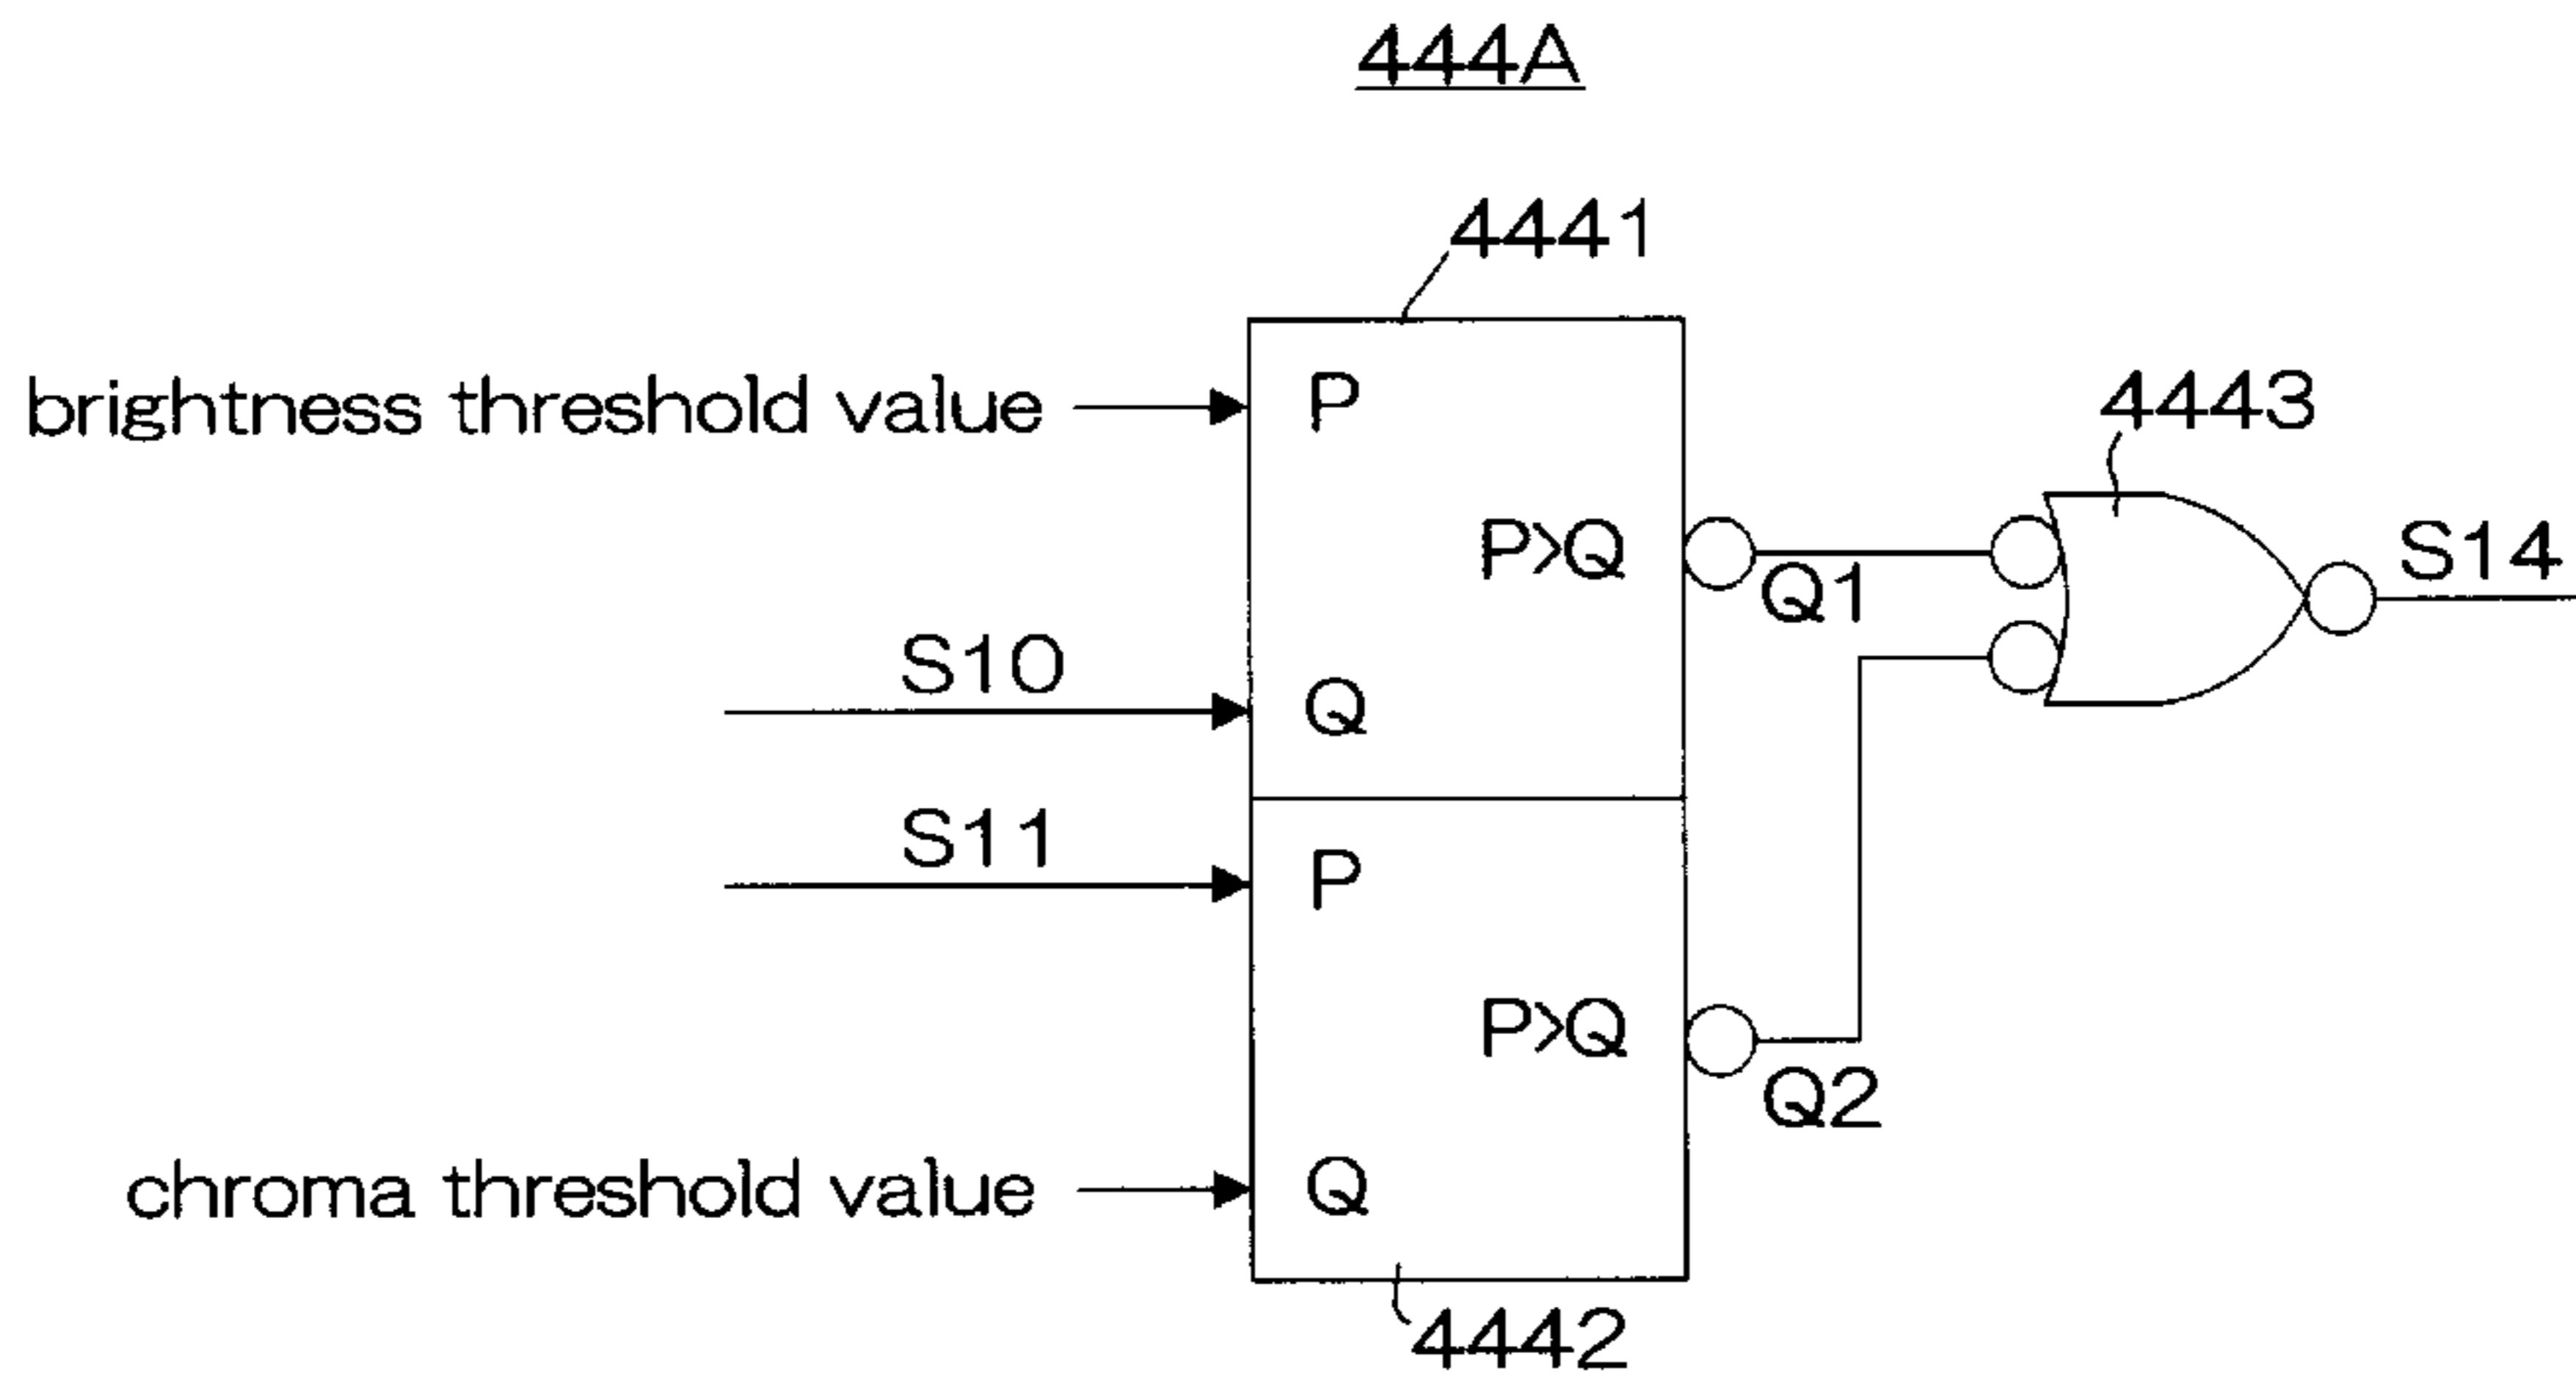 444A
4441
brightness threshold value
P
4443
P>Q
Q1
S14
S10
Q
S11
P
P>Q
Q2
chroma threshold value
Q
4442